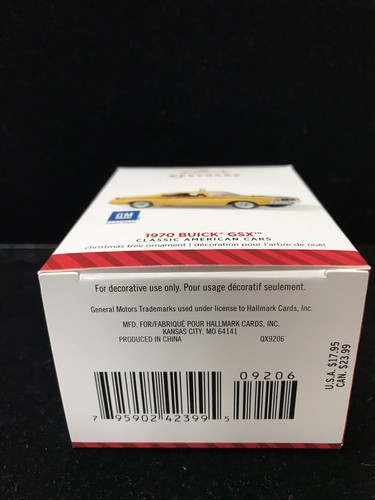 Hallmark
KEEPSAKE
GM
1970 BUICK® GSX™
CLASSIC AMERICAN CARS
christmas tree ornament | décoration pour l'arbre de noël
For decorative use only. Pour usage décoratif seulement.
General Motors Trademarks used under license to Hallmark Cards, Inc.
MFD. FOR/FABRIQUÉ POUR HALLMARK CARDS, INC.
KANSAS CITY, MO 64141
PRODUCED IN CHINA QX9206
U.S.A. $17.95
CAN. $23.99
09206
7 95902 42399 5